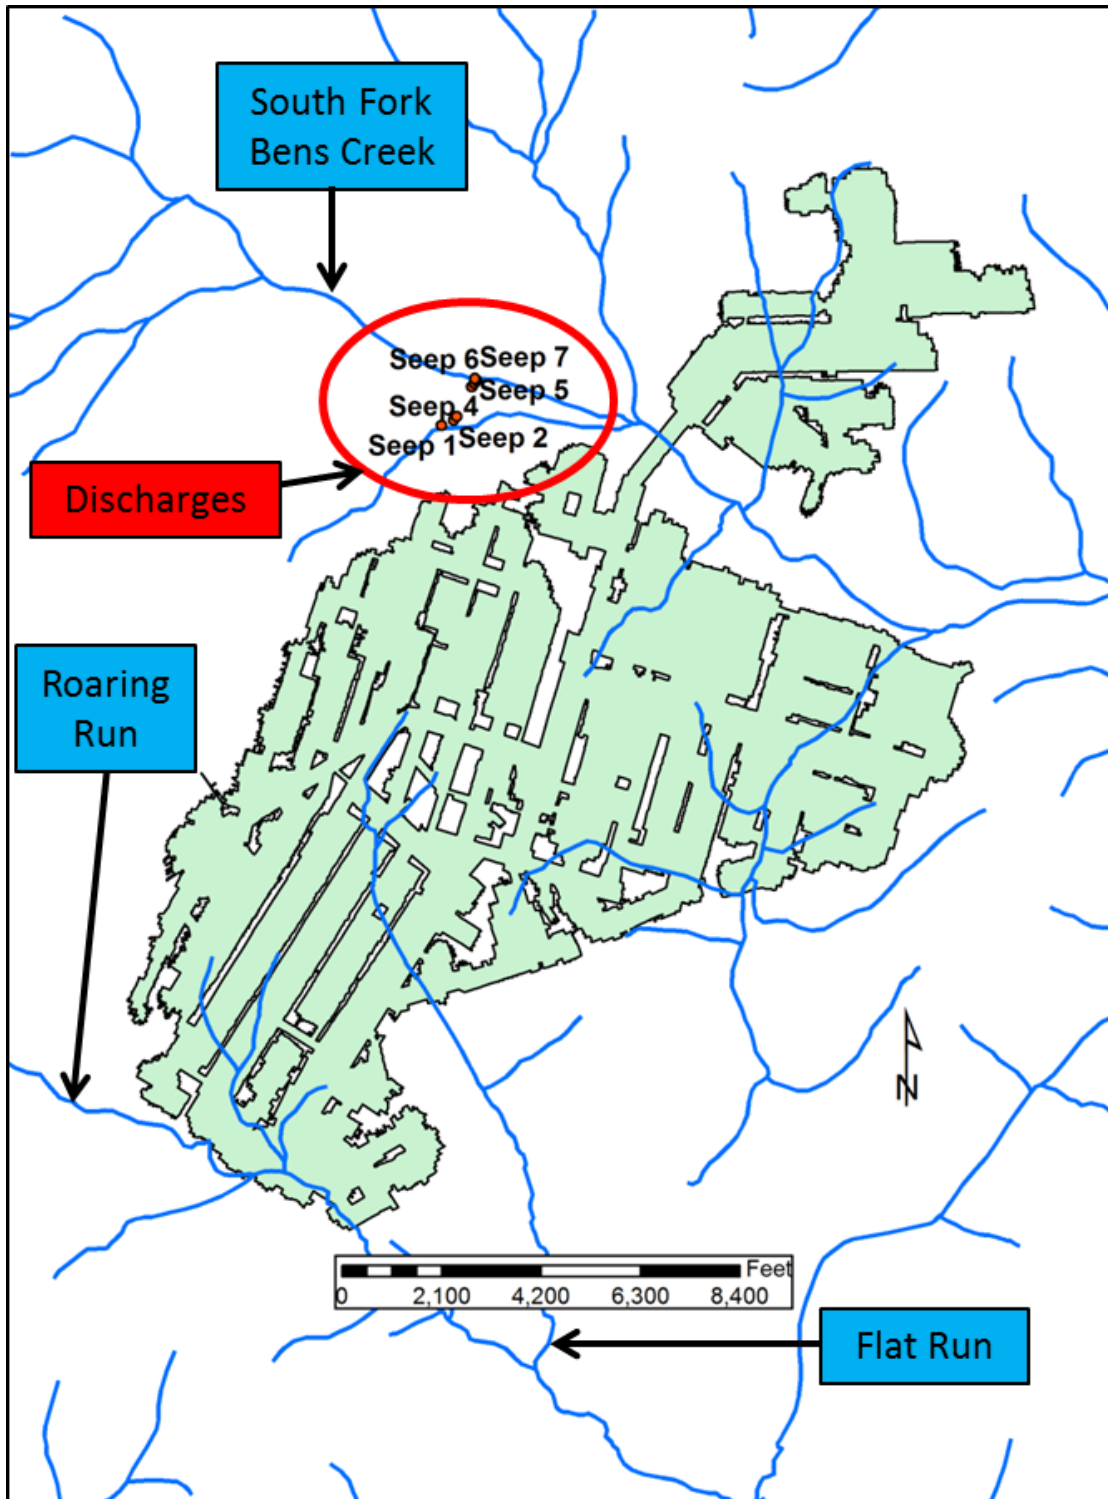 South Fork
Bens Creek
Seep 6 Seep 7
Seep 5
Seep 4
Seep 1 Seep 2
Discharges
Roaring
Run
N
Feet
0 2,100 4,200 6,300 8,400
Flat Run